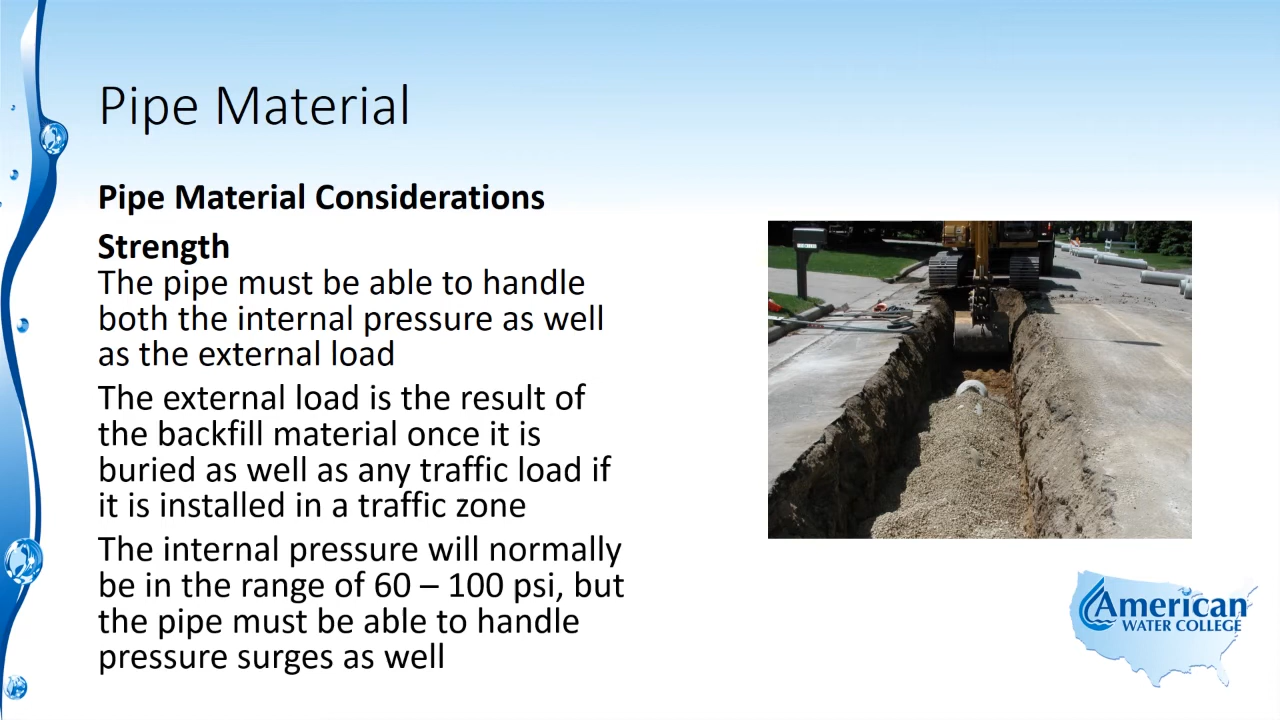 Pipe Material
Pipe Material Considerations
Strength
The pipe must be able to handle
both the internal pressure as well
as the external load
The external load is the result of
the backfill material once it is
buried as well as any traffic load if
it is installed in a traffic zone
The internal pressure will normally
be in the range of 60 – 100 psi, but
the pipe must be able to handle
pressure surges as well
American
WATER COLLEGE